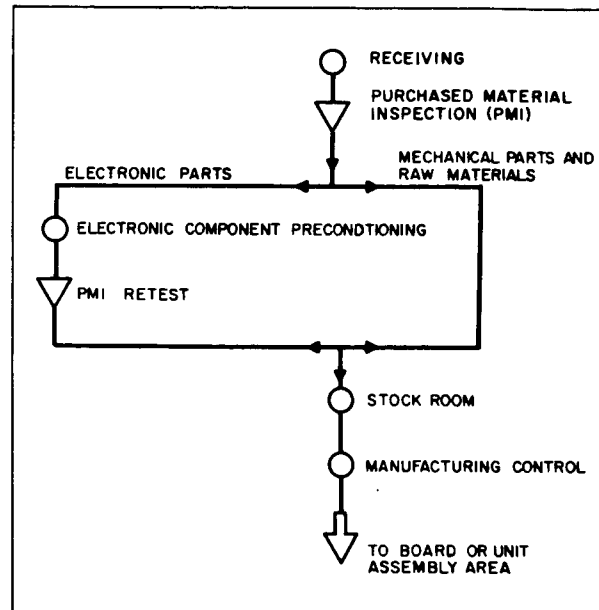 RECEIVING
PURCHASED MATERIAL
INSPECTION (PMI)
ELECTRONIC PARTS
MECHANICAL PARTS AND
RAW MATERIALS
ELECTRONIC COMPONENT PRECONDTIONING
PMI RETEST
STOCK ROOM
MANUFACTURING CONTROL
TO BOARD OR UNIT
ASSEMBLY AREA